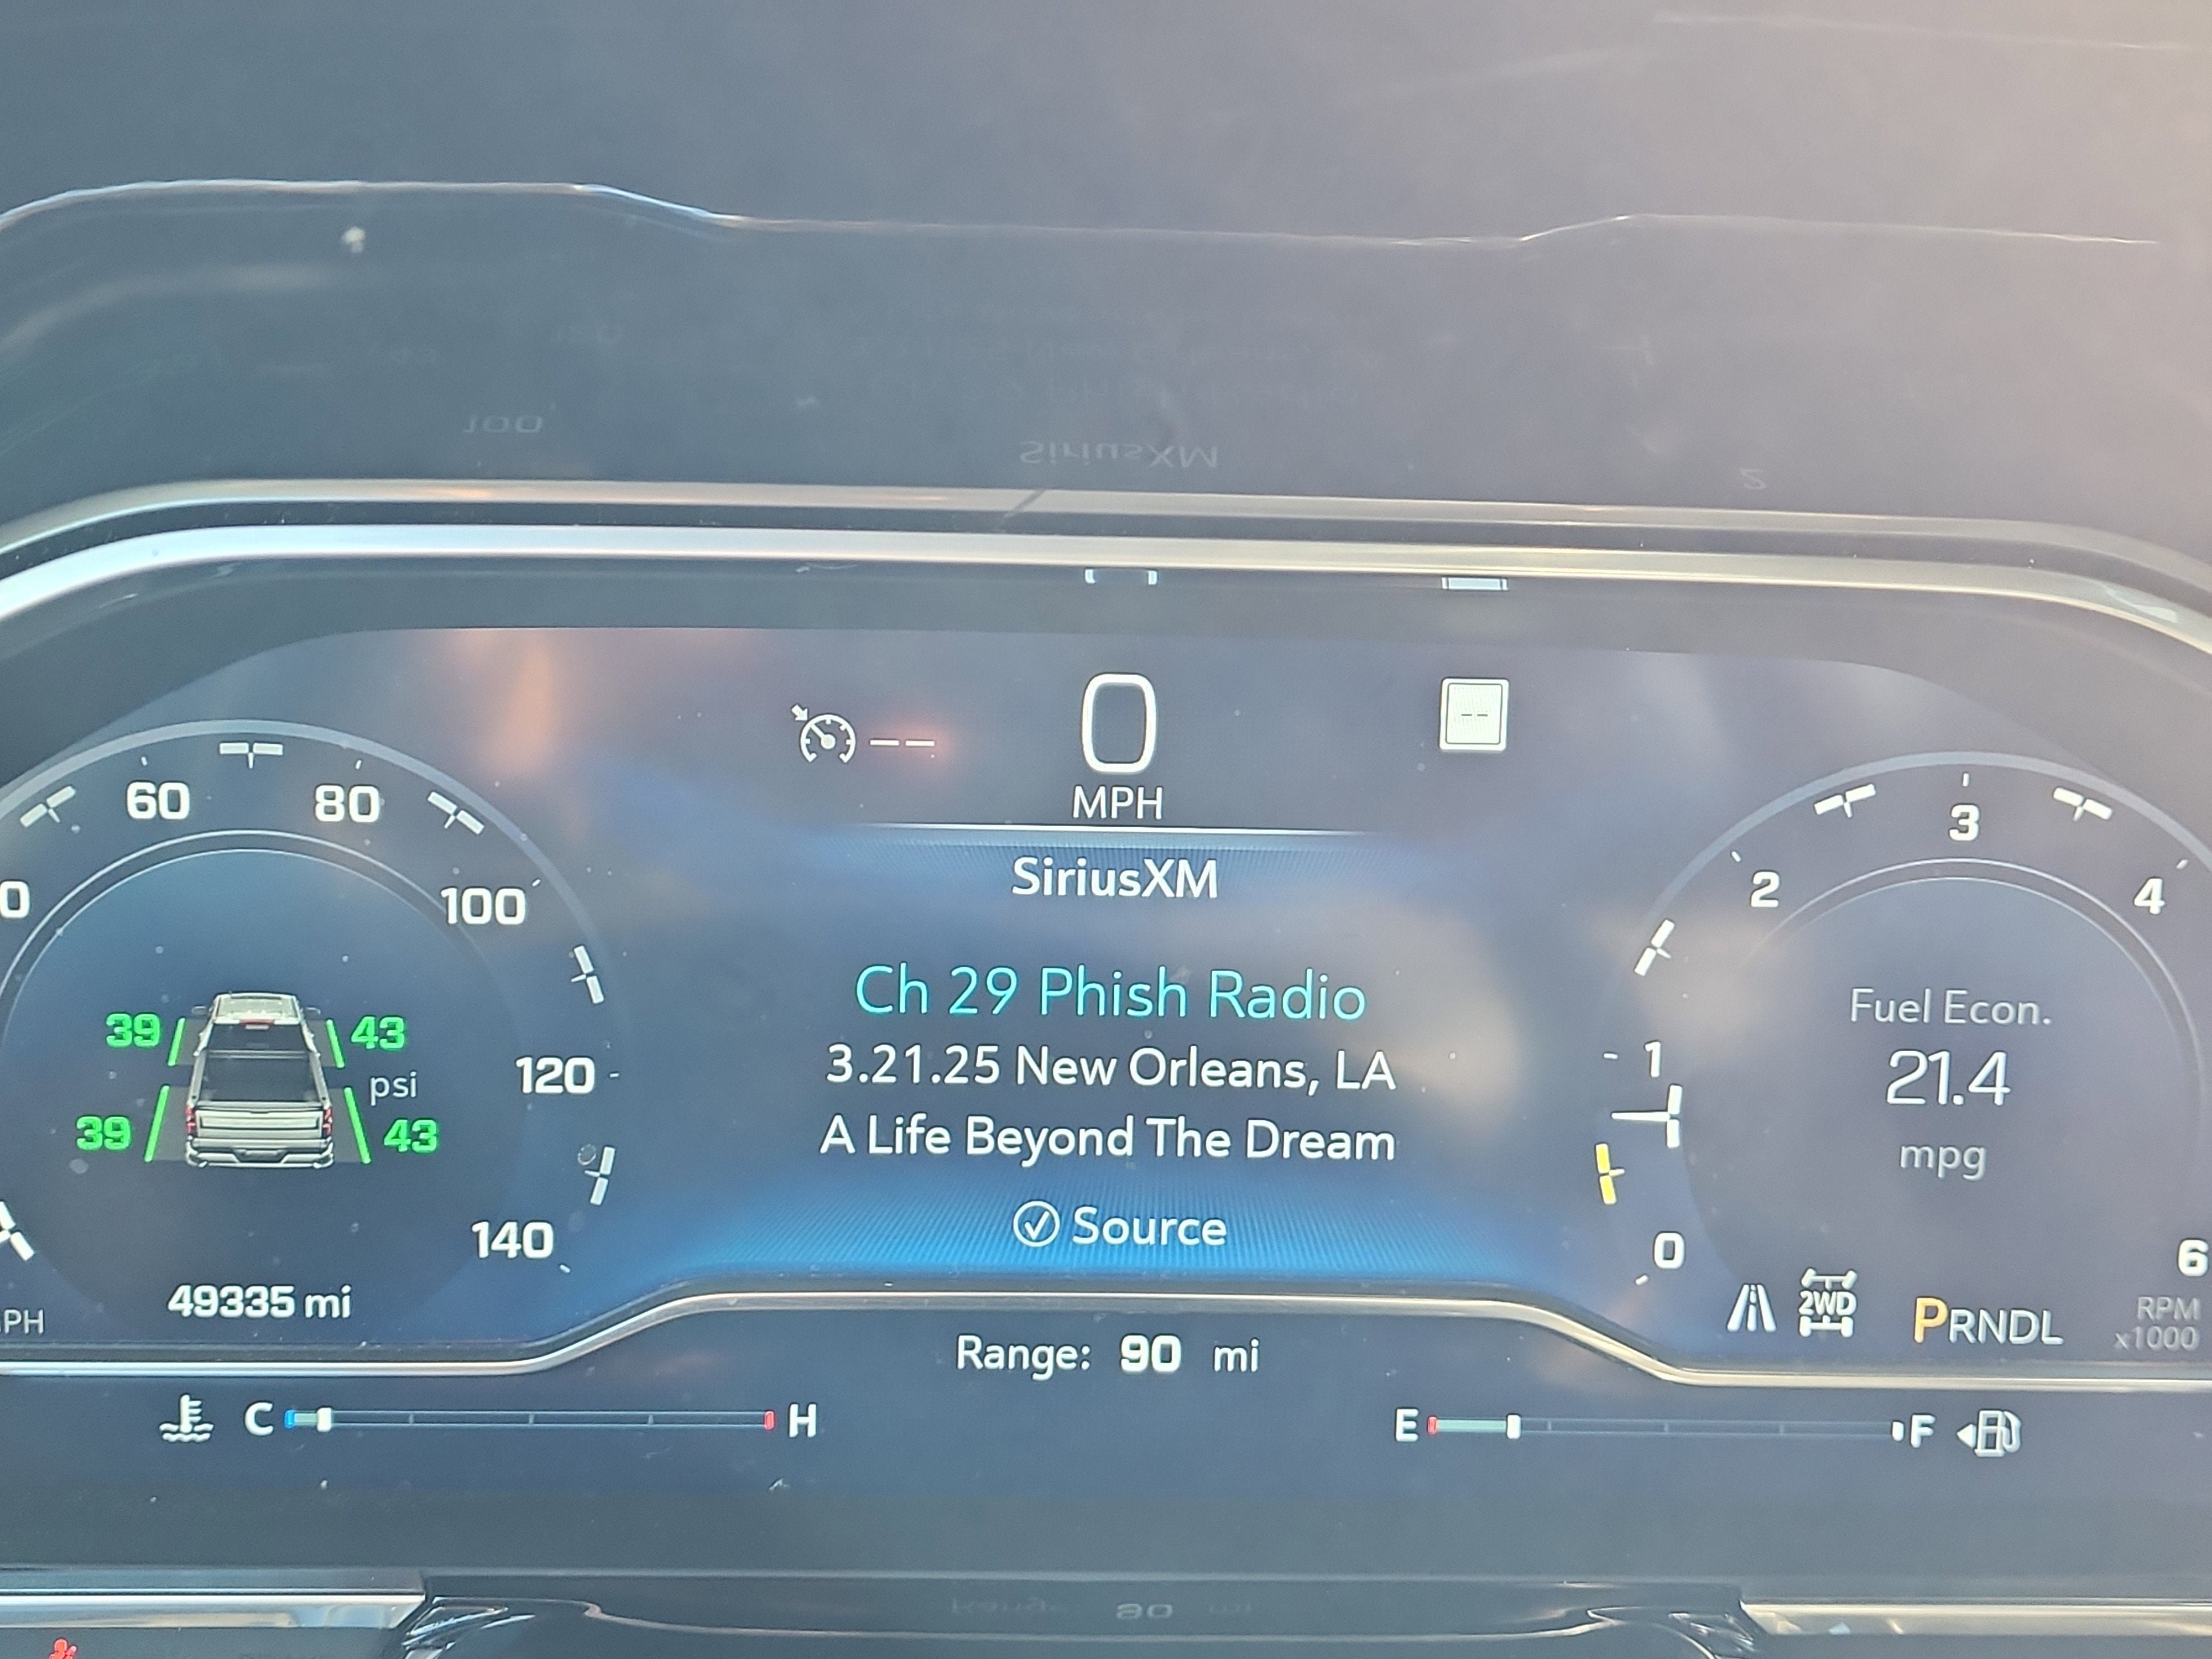 0
MPH
60
80
100
120
140
0
39
43
psi
39
43
49335 mi
PH
SiriusXM
Ch 29 Phish Radio
3.21.25 New Orleans, LA
A Life Beyond The Dream
Source
3
2
4
1
0
6
Fuel Econ.
21.4
mpg
2WD
PRNDL
RPM
x1000
Range: 90 mi
C H
E F